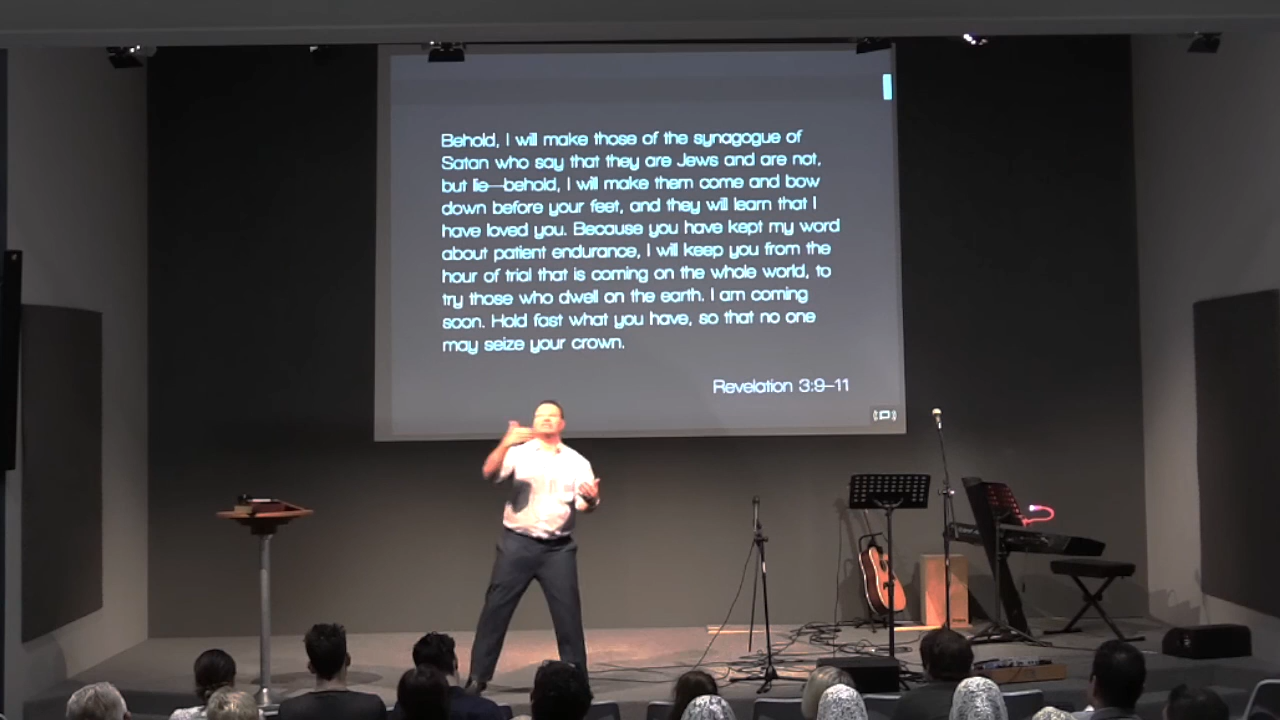 Behold, I will make those of the synagogue of
Satan who say that they are Jews and are not,
but lie—behold, I will make them come and bow
down before your feet, and they will learn that I
have loved you. Because you have kept my word
about patient endurance, I will keep you from the
hour of trial that is coming on the whole world, to
try those who dwell on the earth. I am coming
soon. Hold fast what you have, so that no one
may seize your crown.
Revelation 3:9–11